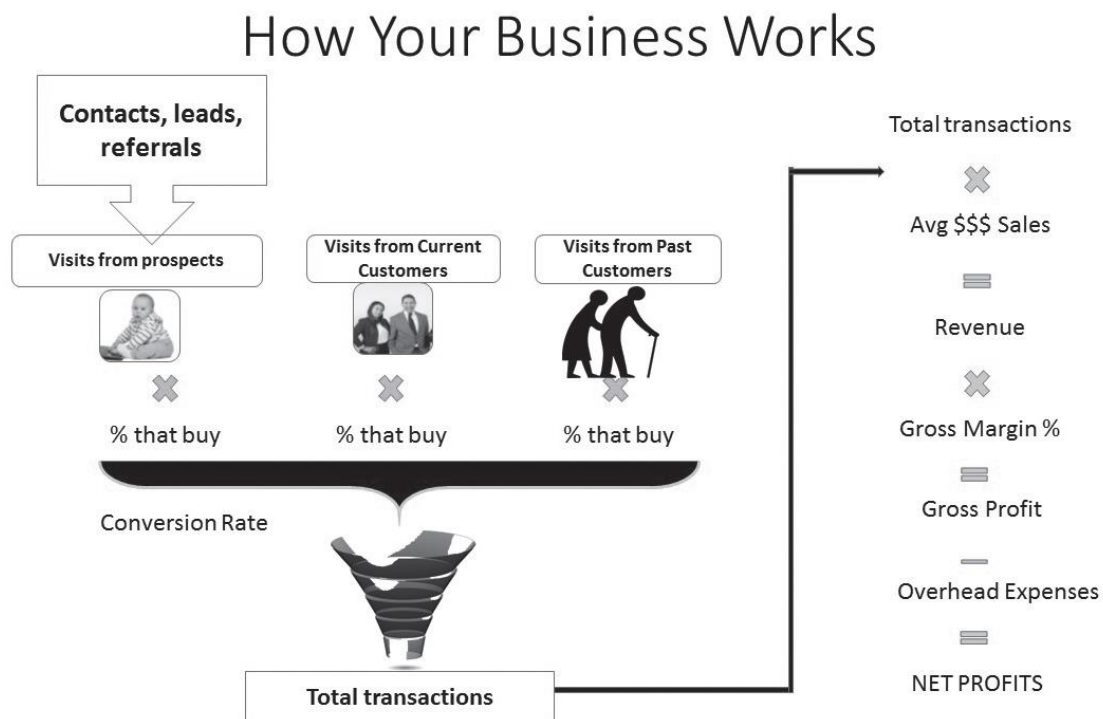 How Your Business Works
Contacts, leads,
referrals
Visits from prospects
Visits from Current
Customers
Visits from Past
Customers
% that buy
% that buy
% that buy
Conversion Rate
Total transactions
Total transactions
Avg $$$ Sales
=
Revenue
Gross Margin %
=
Gross Profit
–
Overhead Expenses
=
NET PROFITS